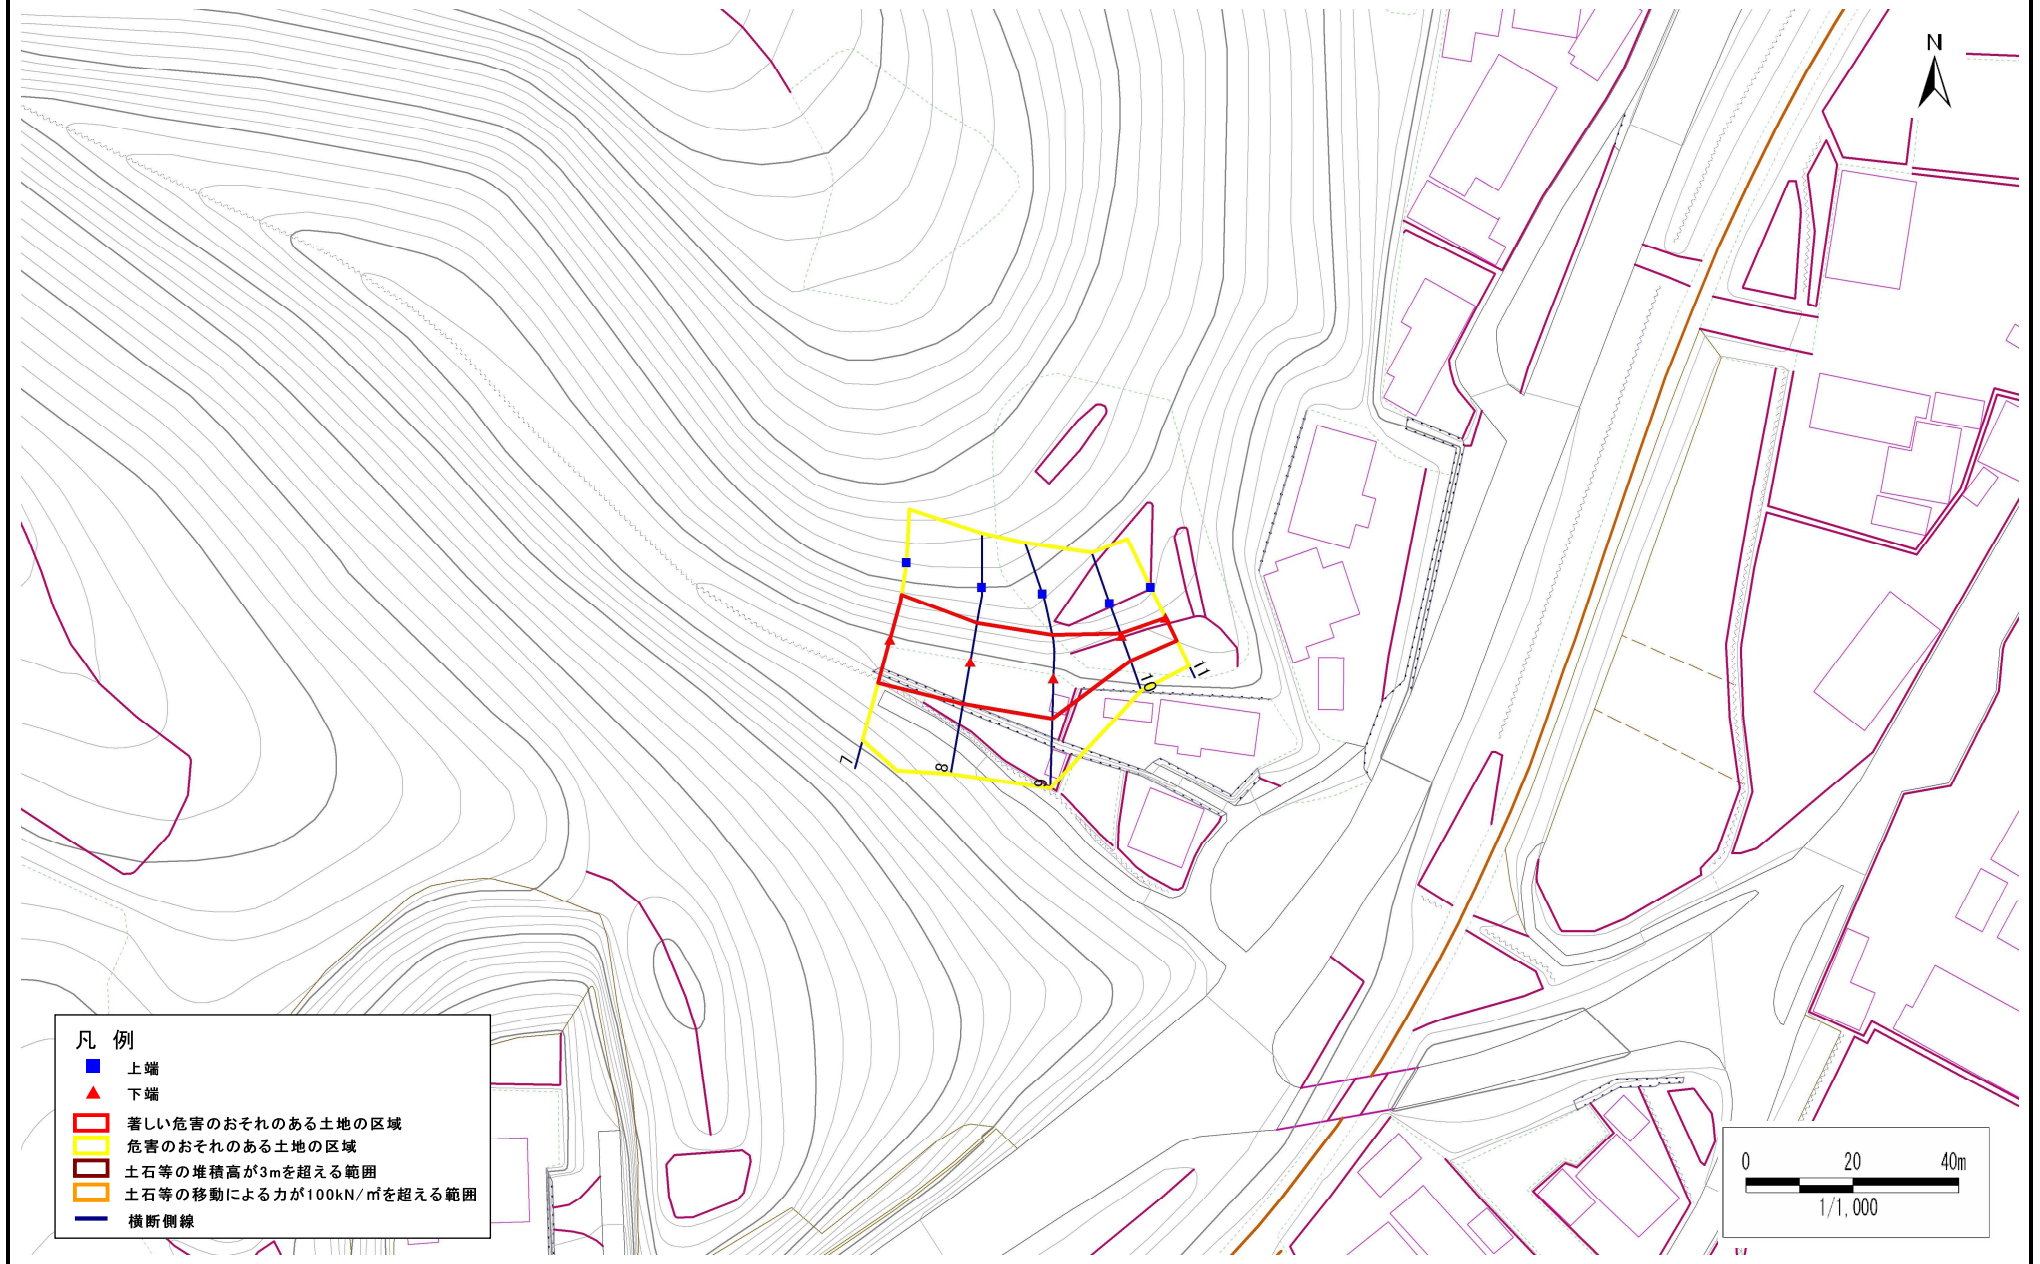 N
7
8
9
10
11
凡 例
上端
下端
著しい危害のおそれのある土地の区域
危害のおそれのある土地の区域
土石等の堆積高が3mを超える範囲
土石等の移動による力が100kN/㎡を超える範囲
横断側線
0 20 40m
1/1,000